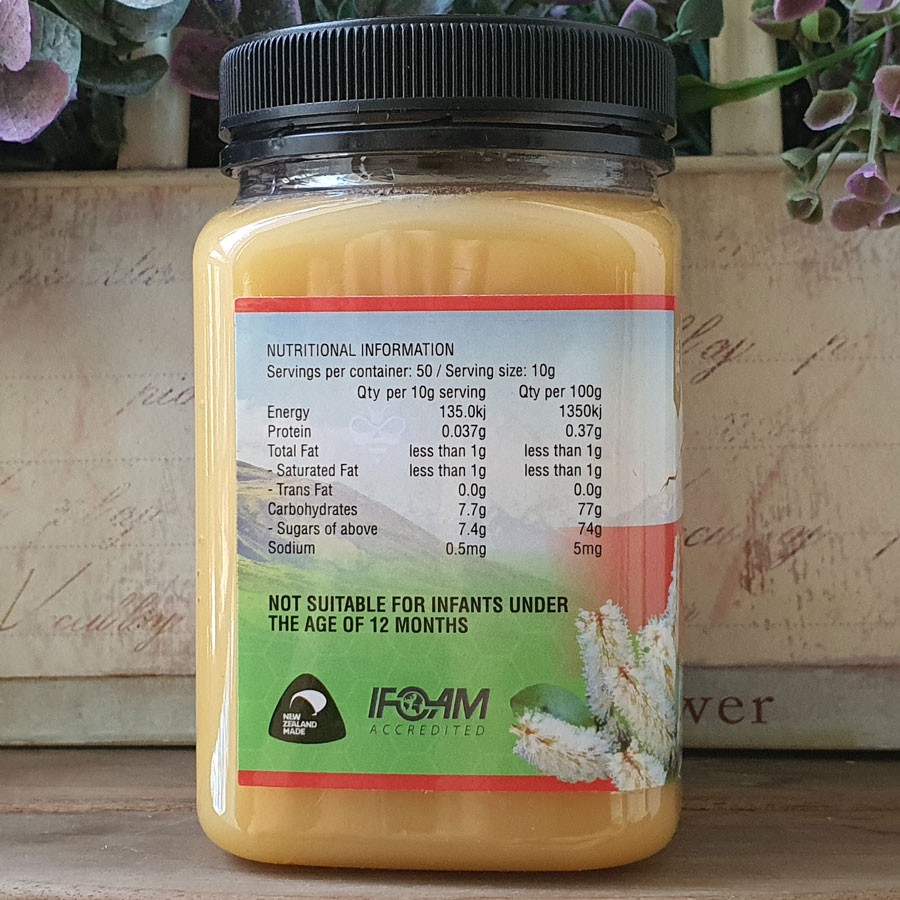 NUTRITIONAL INFORMATION
Servings per container: 50 / Serving size: 10g
Qty per 10g serving Qty per 100g
Energy 135.0kj 1350kj
Protein 0.037g 0.37g
Total Fat less than 1g less than 1g
- Saturated Fat less than 1g less than 1g
- Trans Fat 0.0g 0.0g
Carbohydrates 7.7g 77g
- Sugars of above 7.4g 74g
Sodium 0.5mg 5mg
NOT SUITABLE FOR INFANTS UNDER
THE AGE OF 12 MONTHS
NEW
ZEALAND
MADE
IFOAM
ACCREDITED
ver